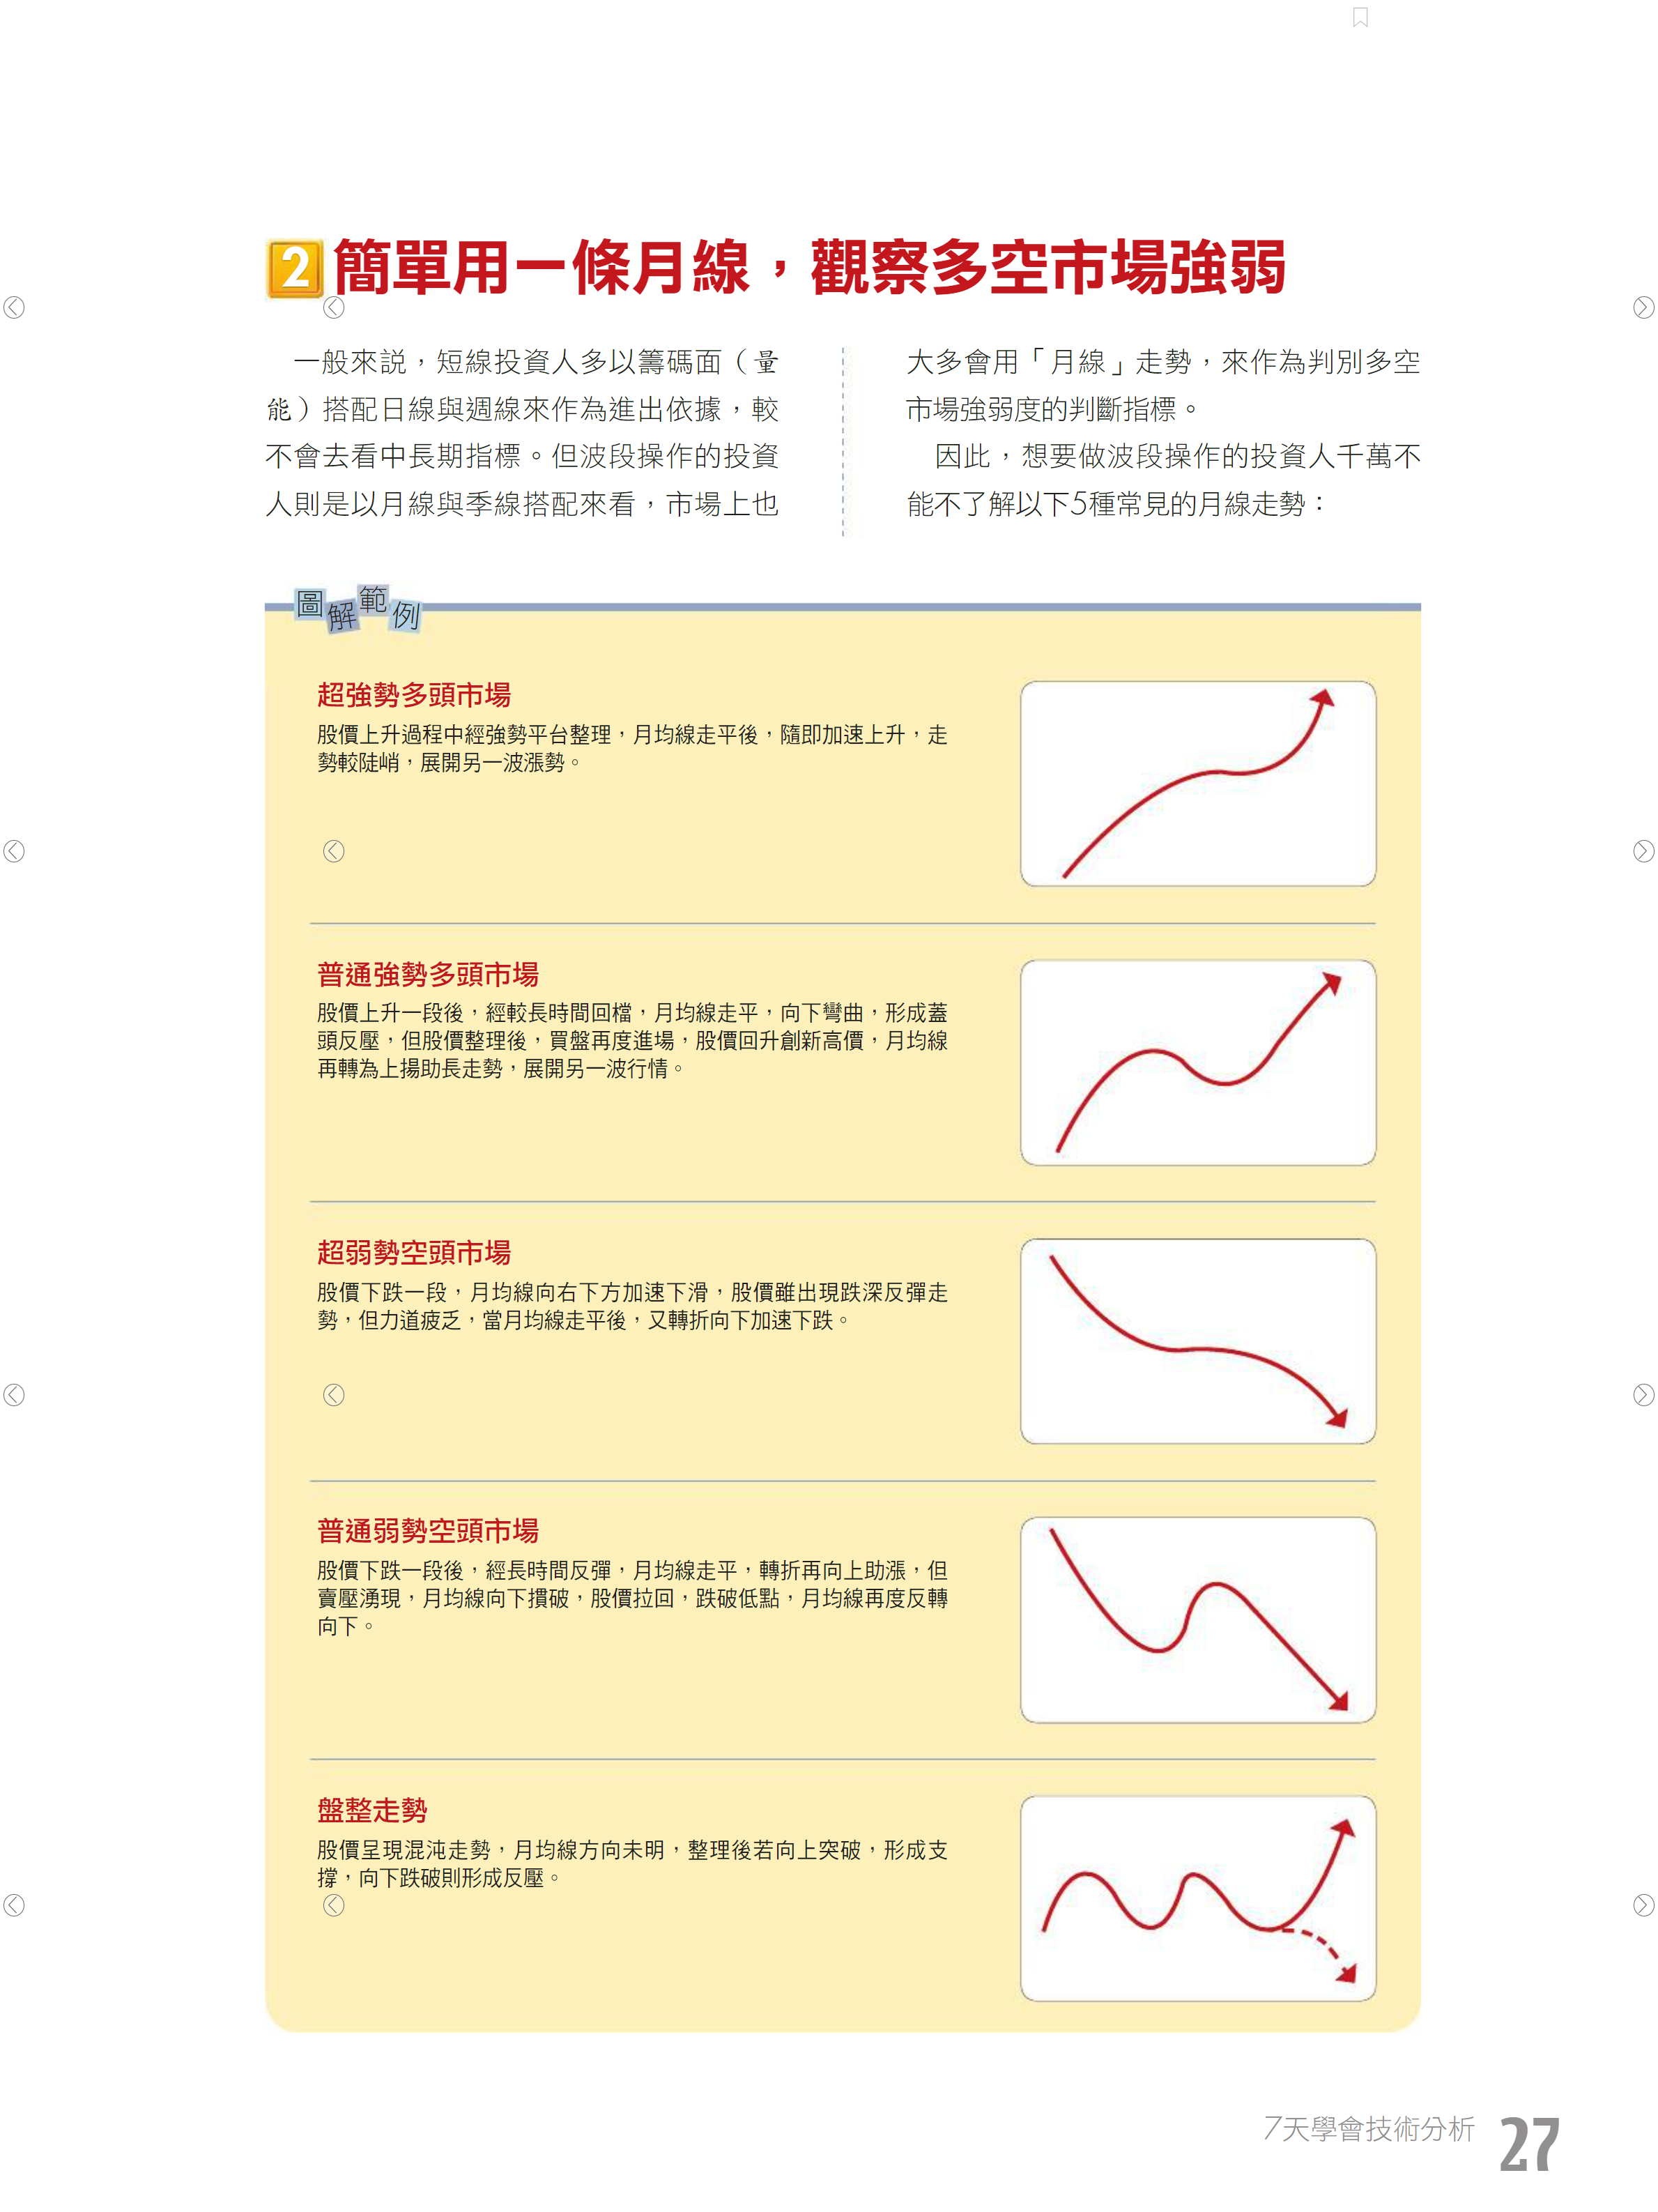 2 簡單用一條月線，觀察多空市場強弱
一般來説，短線投資人多以籌碼面（量
能）搭配日線與週線來作為進出依據，較
不會去看中長期指標。但波段操作的投資
人則是以月線與季線搭配來看，市場上也
大多會用「月線」走勢，來作為判別多空
市場強弱度的判斷指標。
因此，想要做波段操作的投資人千萬不
能不了解以下5種常見的月線走勢：
圖解範例
超強勢多頭市場
股價上升過程中經強勢平台整理，月均線走平後，隨即加速上升，走
勢較陡峭，展開另一波漲勢。
普通強勢多頭市場
股價上升一段後，經較長時間回檔，月均線走平，向下彎曲，形成蓋
頭反壓，但股價整理後，買盤再度進場，股價回升創新高價，月均線
再轉為上揚助長走勢，展開另一波行情。
超弱勢空頭市場
股價下跌一段，月均線向右下方加速下滑，股價雖出現跌深反彈走
勢，但力道疲乏，當月均線走平後，又轉折向下加速下跌。
普通弱勢空頭市場
股價下跌一段後，經長時間反彈，月均線走平，轉折再向上助漲，但
賣壓湧現，月均線向下摜破，股價拉回，跌破低點，月均線再度反轉
向下。
盤整走勢
股價呈現混沌走勢，月均線方向未明，整理後若向上突破，形成支
撐，向下跌破則形成反壓。
7天學會技術分析 27